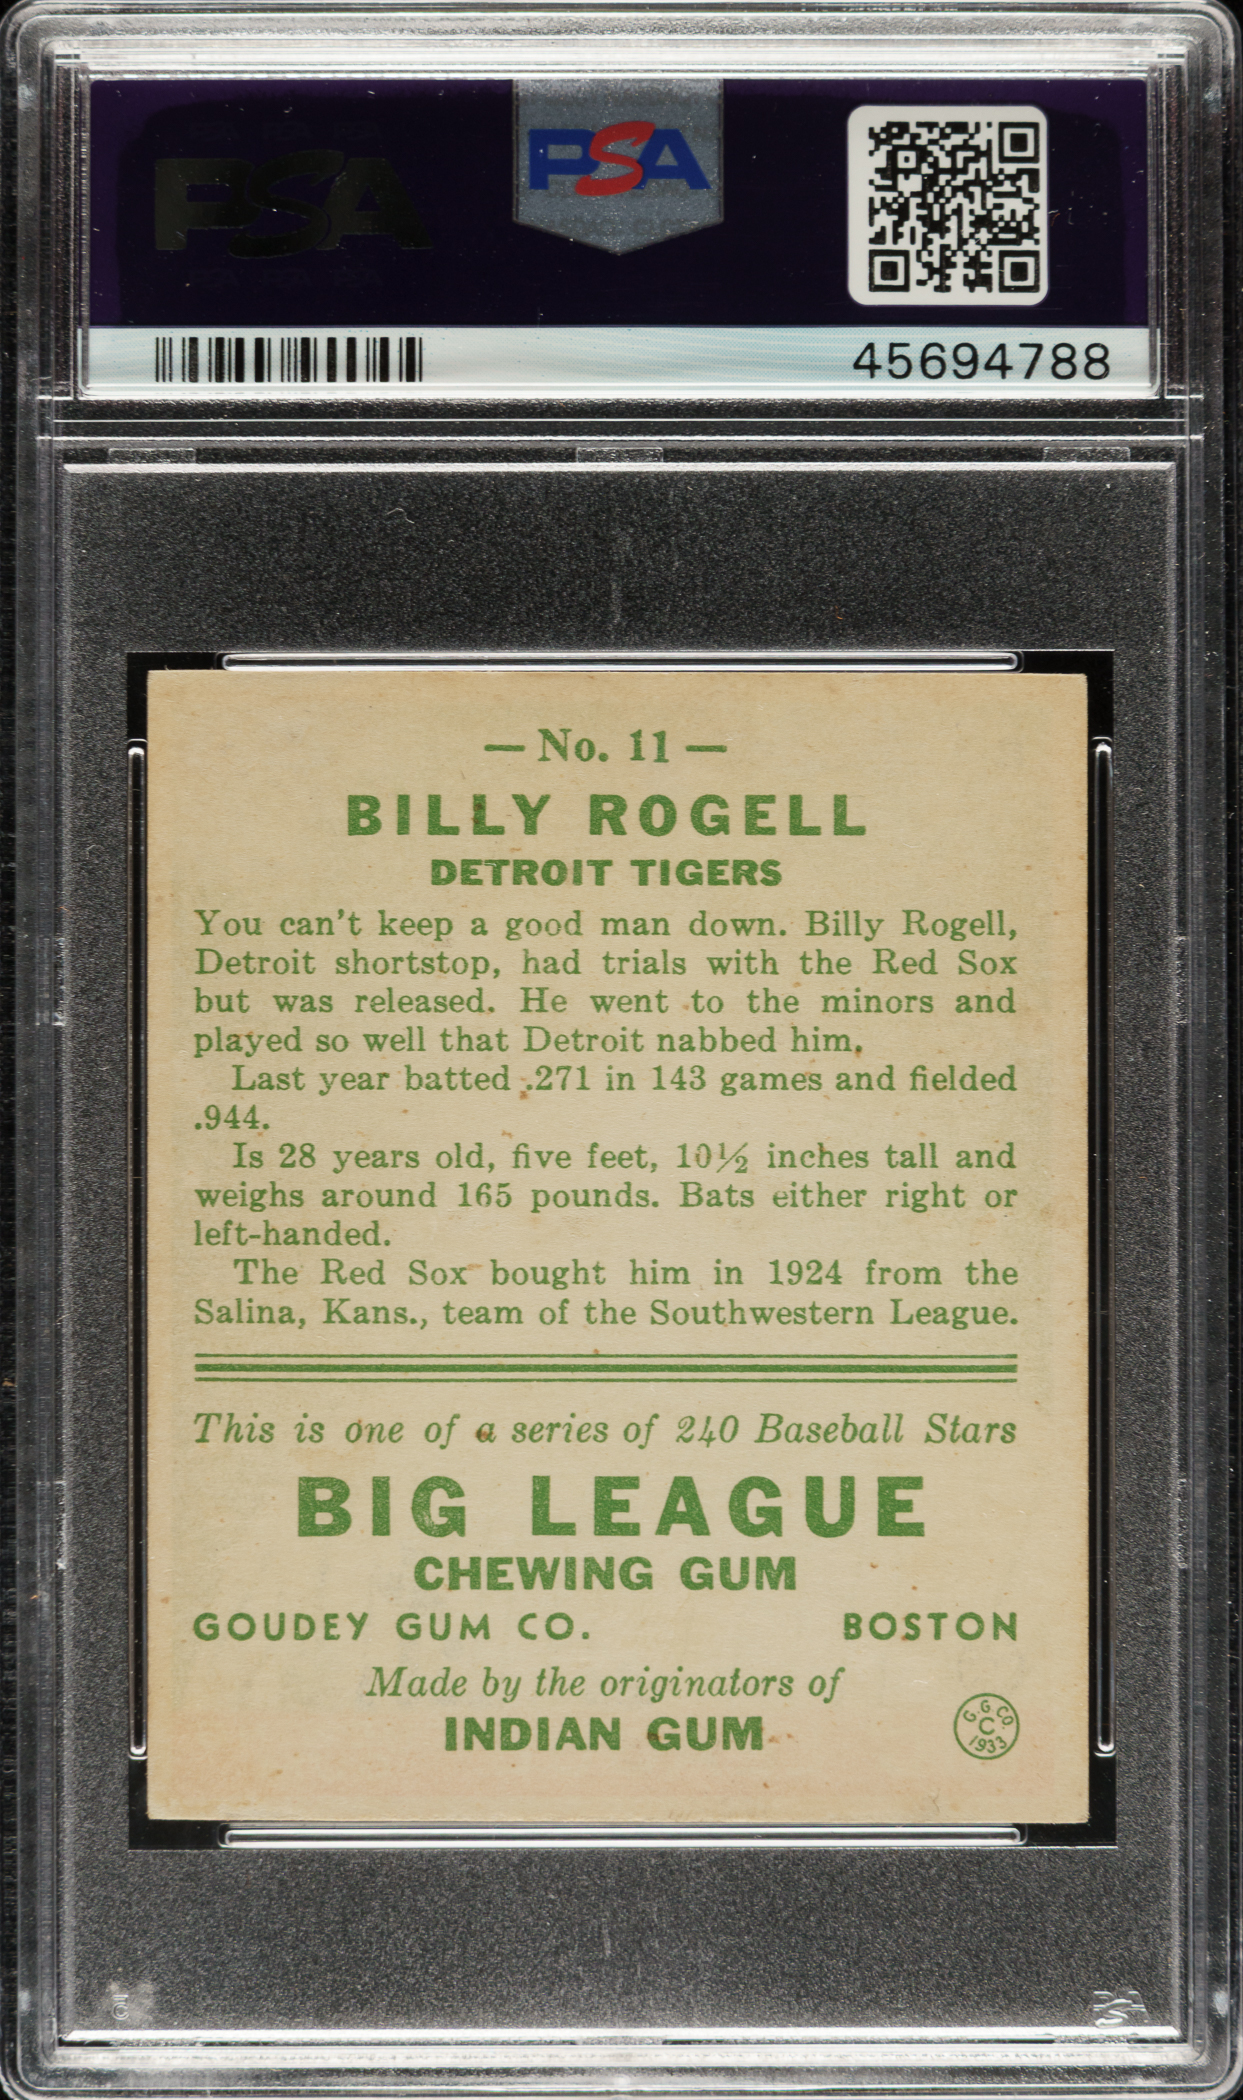 PSA
PSA
45694788
— No. 11 —
BILLY ROGELL
DETROIT TIGERS
You can't keep a good man down. Billy Rogell,
Detroit shortstop, had trials with the Red Sox
but was released. He went to the minors and
played so well that Detroit nabbed him.
Last year batted .271 in 143 games and fielded
.944.
Is 28 years old, five feet, 10½ inches tall and
weighs around 165 pounds. Bats either right or
left-handed.
The Red Sox bought him in 1924 from the
Salina, Kans., team of the Southwestern League.
This is one of a series of 240 Baseball Stars
BIG LEAGUE
CHEWING GUM
GOUDEY GUM CO. BOSTON
Made by the originators of
INDIAN GUM
G. G. CO.
C
1933